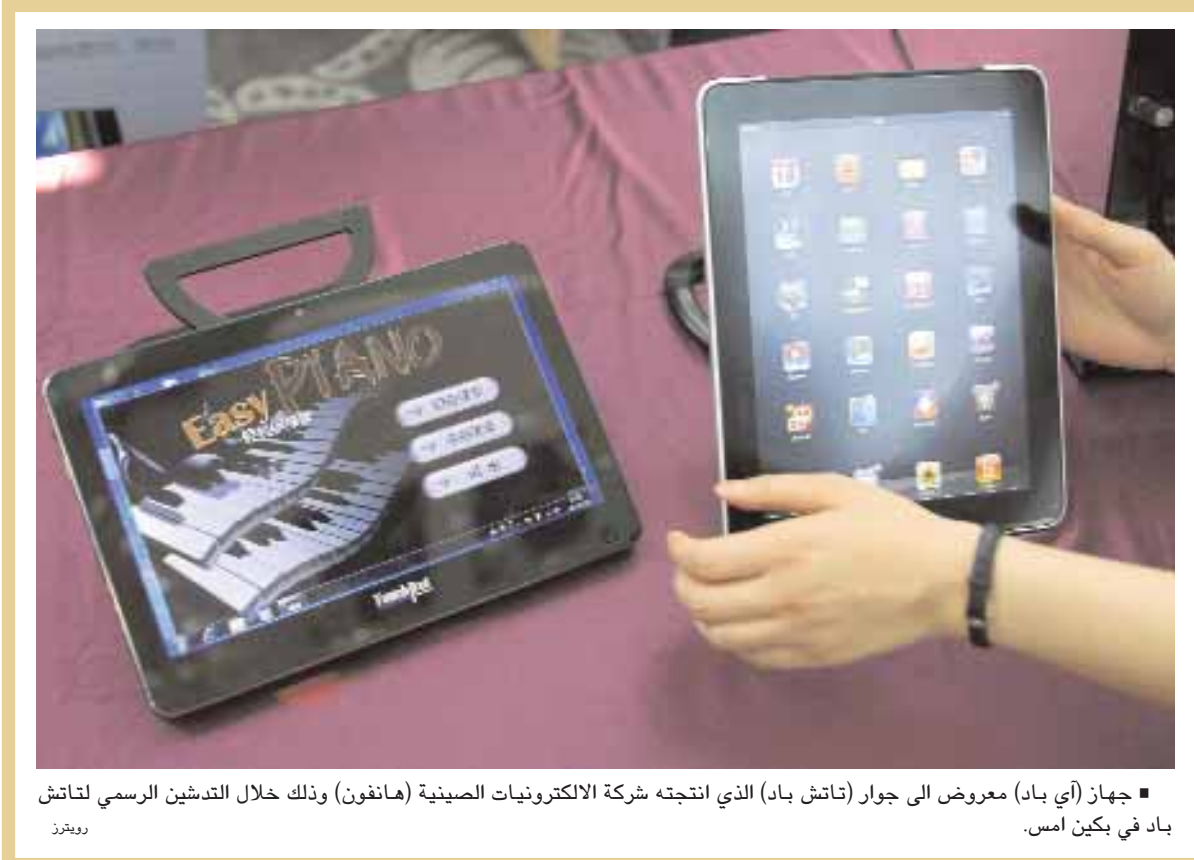 Easy PIANO
■ جهاز (آي باد) معروض الى جوار (تاتش باد) الذي انتجته شركة الالكترونيات الصينية (هانفون) وذلك خلال التدشين الرسمي لتاتش
باد في بكين امس.
رويترز